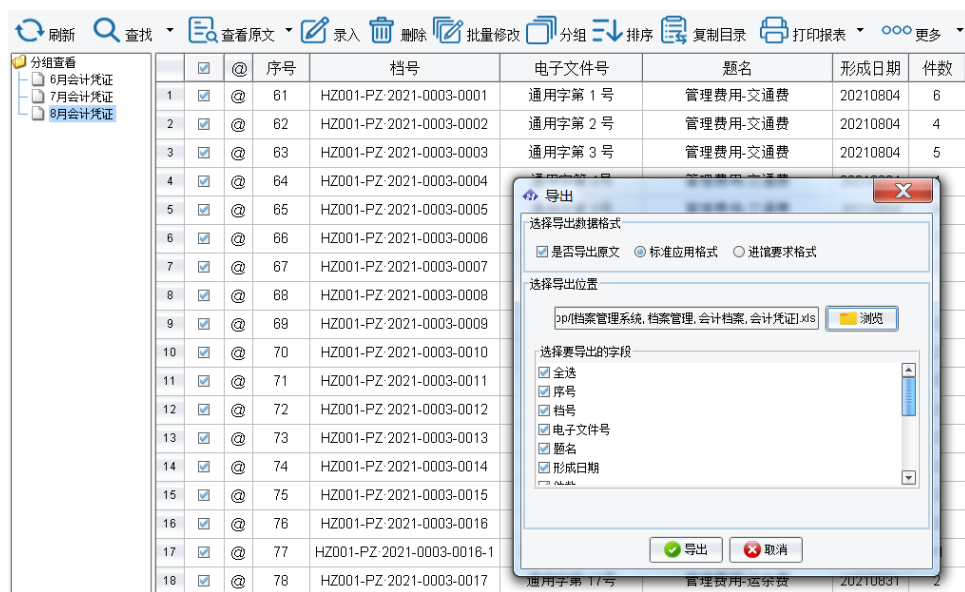 刷新 查找 查看原文 录入 删除 批量修改 分组 排序 复制目录 打印报表 更多
分组查看
6月会计凭证
7月会计凭证
8月会计凭证
@ 序号 档号 电子文件号 题名 形成日期 件数
1 @ 61 HZ001-PZ·2021-0003-0001 通用字第 1 号 管理费用-交通费 20210804 6
2 @ 62 HZ001-PZ·2021-0003-0002 通用字第 2 号 管理费用-交通费 20210804 4
3 @ 63 HZ001-PZ·2021-0003-0003 通用字第 3 号 管理费用-交通费 20210804 5
4 @ 64 HZ001-PZ·2021-0003-0004
5 @ 65 HZ001-PZ·2021-0003-0005
6 @ 66 HZ001-PZ·2021-0003-0006
7 @ 67 HZ001-PZ·2021-0003-0007
8 @ 68 HZ001-PZ·2021-0003-0008
9 @ 69 HZ001-PZ·2021-0003-0009
10 @ 70 HZ001-PZ·2021-0003-0010
11 @ 71 HZ001-PZ·2021-0003-0011
12 @ 72 HZ001-PZ·2021-0003-0012
13 @ 73 HZ001-PZ·2021-0003-0013
14 @ 74 HZ001-PZ·2021-0003-0014
15 @ 75 HZ001-PZ·2021-0003-0015
16 @ 76 HZ001-PZ·2021-0003-0016
17 @ 77 HZ001-PZ·2021-0003-0016-1
18 @ 78 HZ001-PZ·2021-0003-0017 通用字第 17号 管理费用-运杂费 20210831 2
导出
选择导出数据格式
是否导出原文 标准应用格式 进馆要求格式
选择导出位置
op/[档案管理系统, 档案管理, 会计档案, 会计凭证].xls 浏览
选择要导出的字段
全选
序号
档号
电子文件号
题名
形成日期
导出 取消